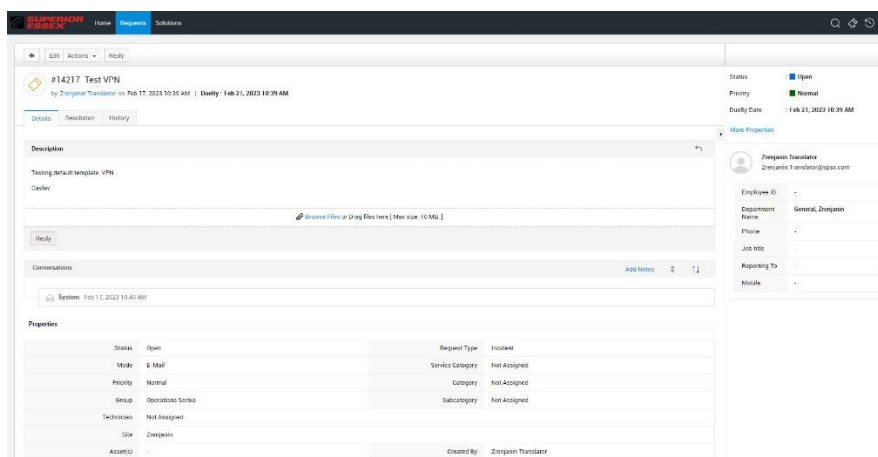 SUPERIOR ESSEX
Home Requests Solutions
Edit Actions Reply
#14217 Test VPN
by Zrenjanin Translator on Feb 17, 2023 10:39 AM | DueBy : Feb 21, 2023 10:39 AM
Details Resolution History
Description
Testing default template VPN
Caslav
Browse Files or Drag files here [ Max size: 10 MB. ]
Reply
Conversations Add Notes
System Feb 17, 2023 10:40 AM
Properties
Status Open Request Type Incident
Mode E-Mail Service Category Not Assigned
Priority Normal Category Not Assigned
Group Operations Serbia Subcategory Not Assigned
Technician Not Assigned
Site Zrenjanin
Asset(s) - Created By Zrenjanin Translator
Status : Open
Priority : Normal
DueBy Date : Feb 21, 2023 10:39 AM
More Properties
Zrenjanin Translator
Zrenjanin.Translator@spsx.com
Employee ID -
Department Name General, Zrenjanin
Phone -
Job title -
Reporting To -
Mobile -